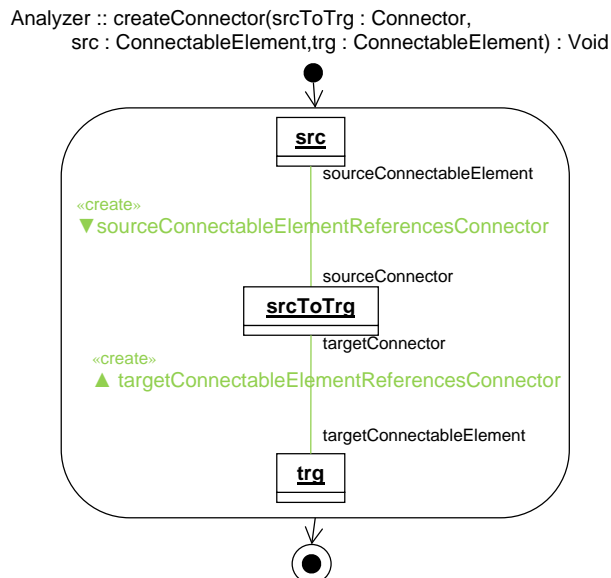 Analyzer :: createConnector(srcToTrg : Connector,
src : ConnectableElement,trg : ConnectableElement) : Void
src
sourceConnectableElement
«create»
▼sourceConnectableElementReferencesConnector
sourceConnector
srcToTrg
targetConnector
«create»
▲ targetConnectableElementReferencesConnector
targetConnectableElement
trg